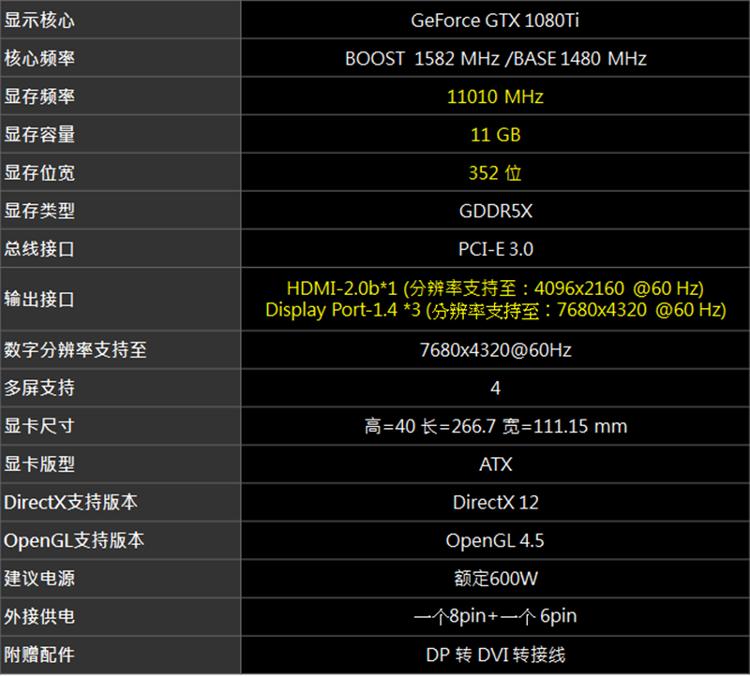 显示核心 GeForce GTX 1080Ti
核心频率 BOOST 1582 MHz /BASE 1480 MHz
显存频率 11010 MHz
显存容量 11 GB
显存位宽 352 位
显存类型 GDDR5X
总线接口 PCI-E 3.0
输出接口 HDMI-2.0b*1 (分辨率支持至：4096x2160 @60 Hz)
Display Port-1.4 *3 (分辨率支持至：7680x4320 @60 Hz)
数字分辨率支持至 7680x4320@60Hz
多屏支持 4
显卡尺寸 高=40 长=266.7 宽=111.15 mm
显卡版型 ATX
DirectX支持版本 DirectX 12
OpenGL支持版本 OpenGL 4.5
建议电源 额定600W
外接供电 一个8pin+一个 6pin
附赠配件 DP 转 DVI 转接线